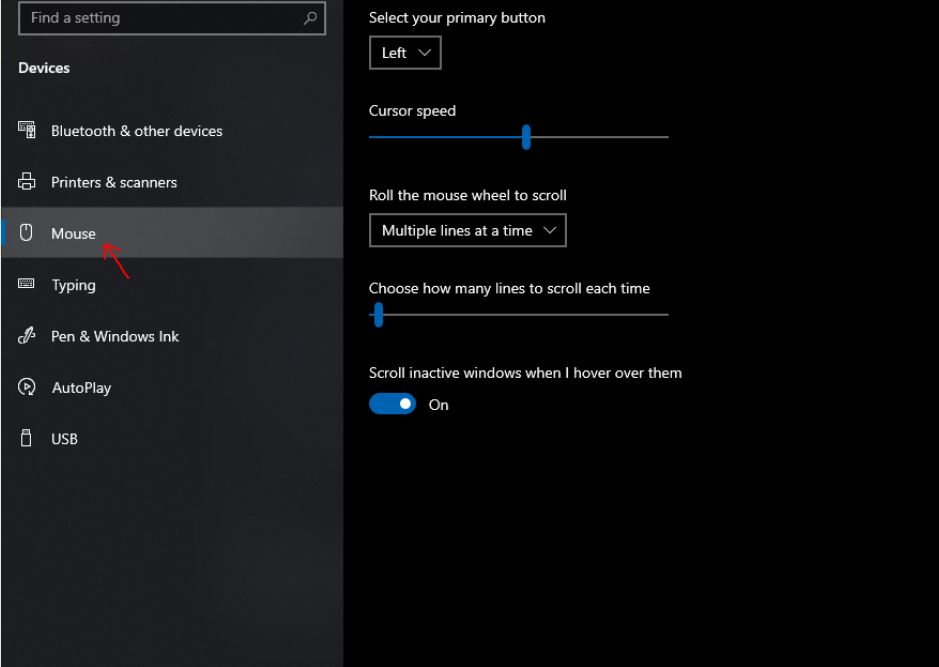 Find a setting
Devices
Bluetooth & other devices
Printers & scanners
Mouse
Typing
Pen & Windows Ink
AutoPlay
USB
Select your primary button
Left
Cursor speed
Roll the mouse wheel to scroll
Multiple lines at a time
Choose how many lines to scroll each time
Scroll inactive windows when I hover over them
On